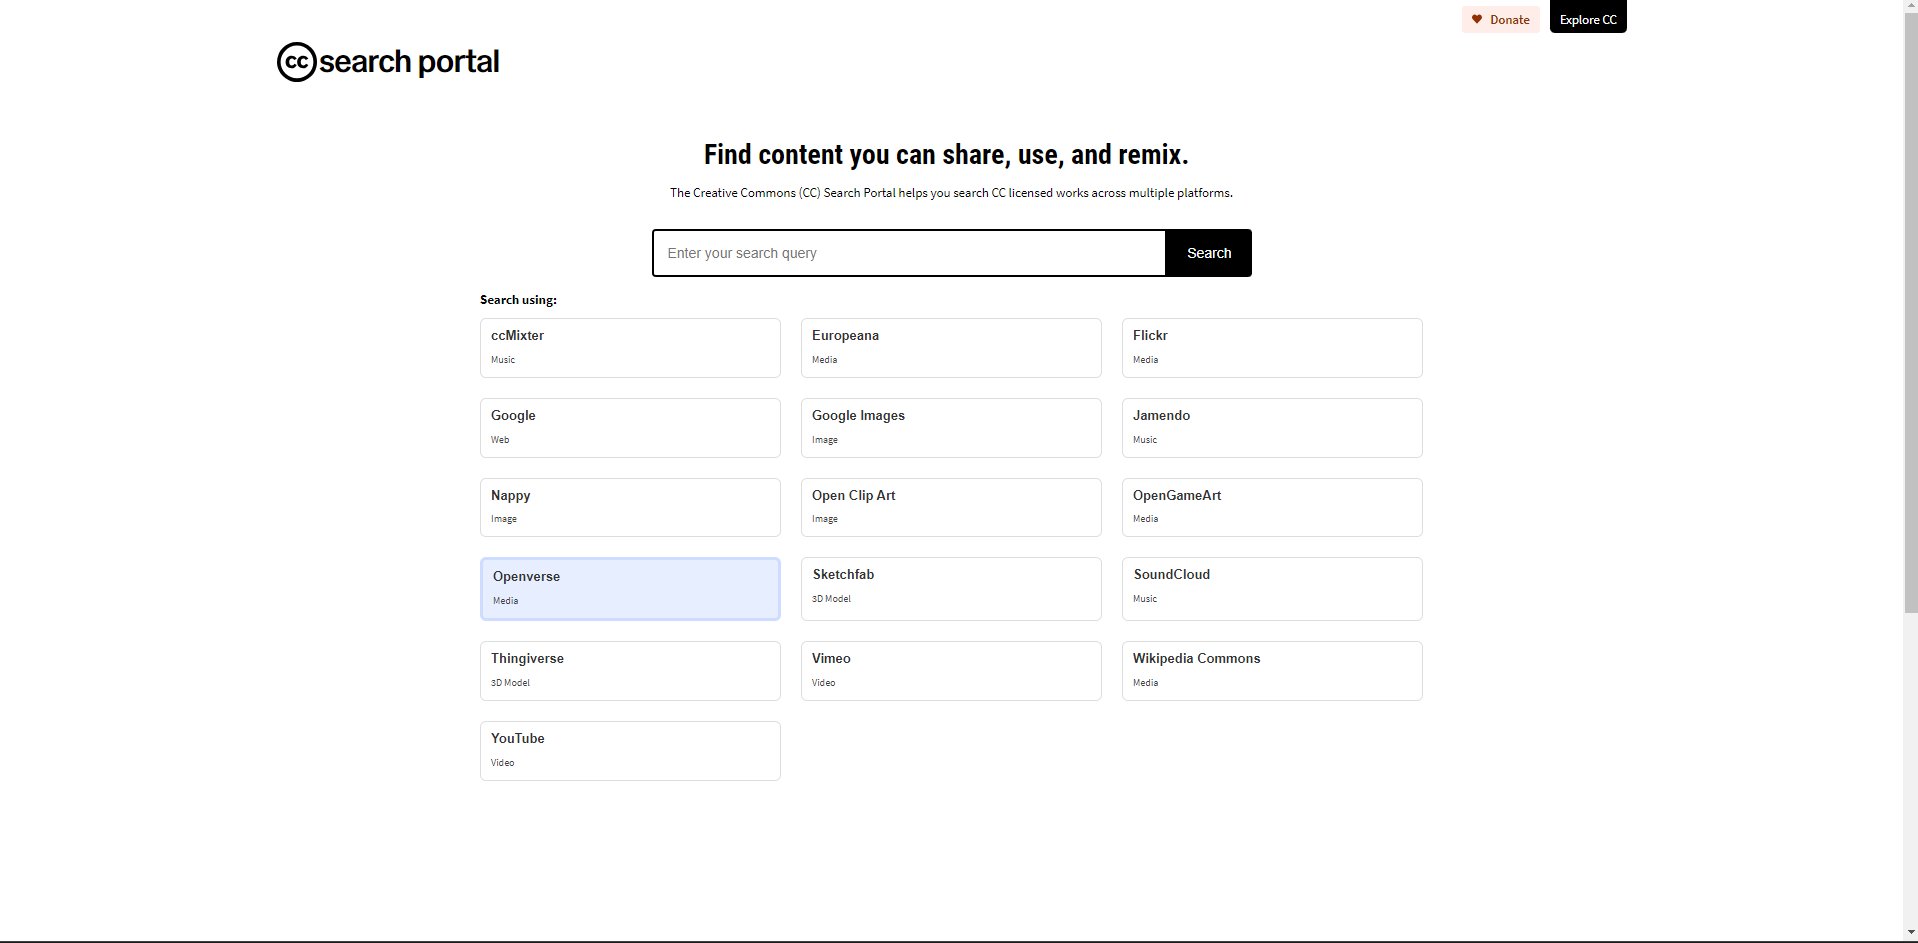 Donate
Explore CC
cc search portal
Find content you can share, use, and remix.
The Creative Commons (CC) Search Portal helps you search CC licensed works across multiple platforms.
Enter your search query
Search
Search using:
ccMixter
Music
Europeana
Media
Flickr
Media
Google
Web
Google Images
Image
Jamendo
Music
Nappy
Image
Open Clip Art
Image
OpenGameArt
Media
Openverse
Media
Sketchfab
3D Model
SoundCloud
Music
Thingiverse
3D Model
Vimeo
Video
Wikipedia Commons
Media
YouTube
Video